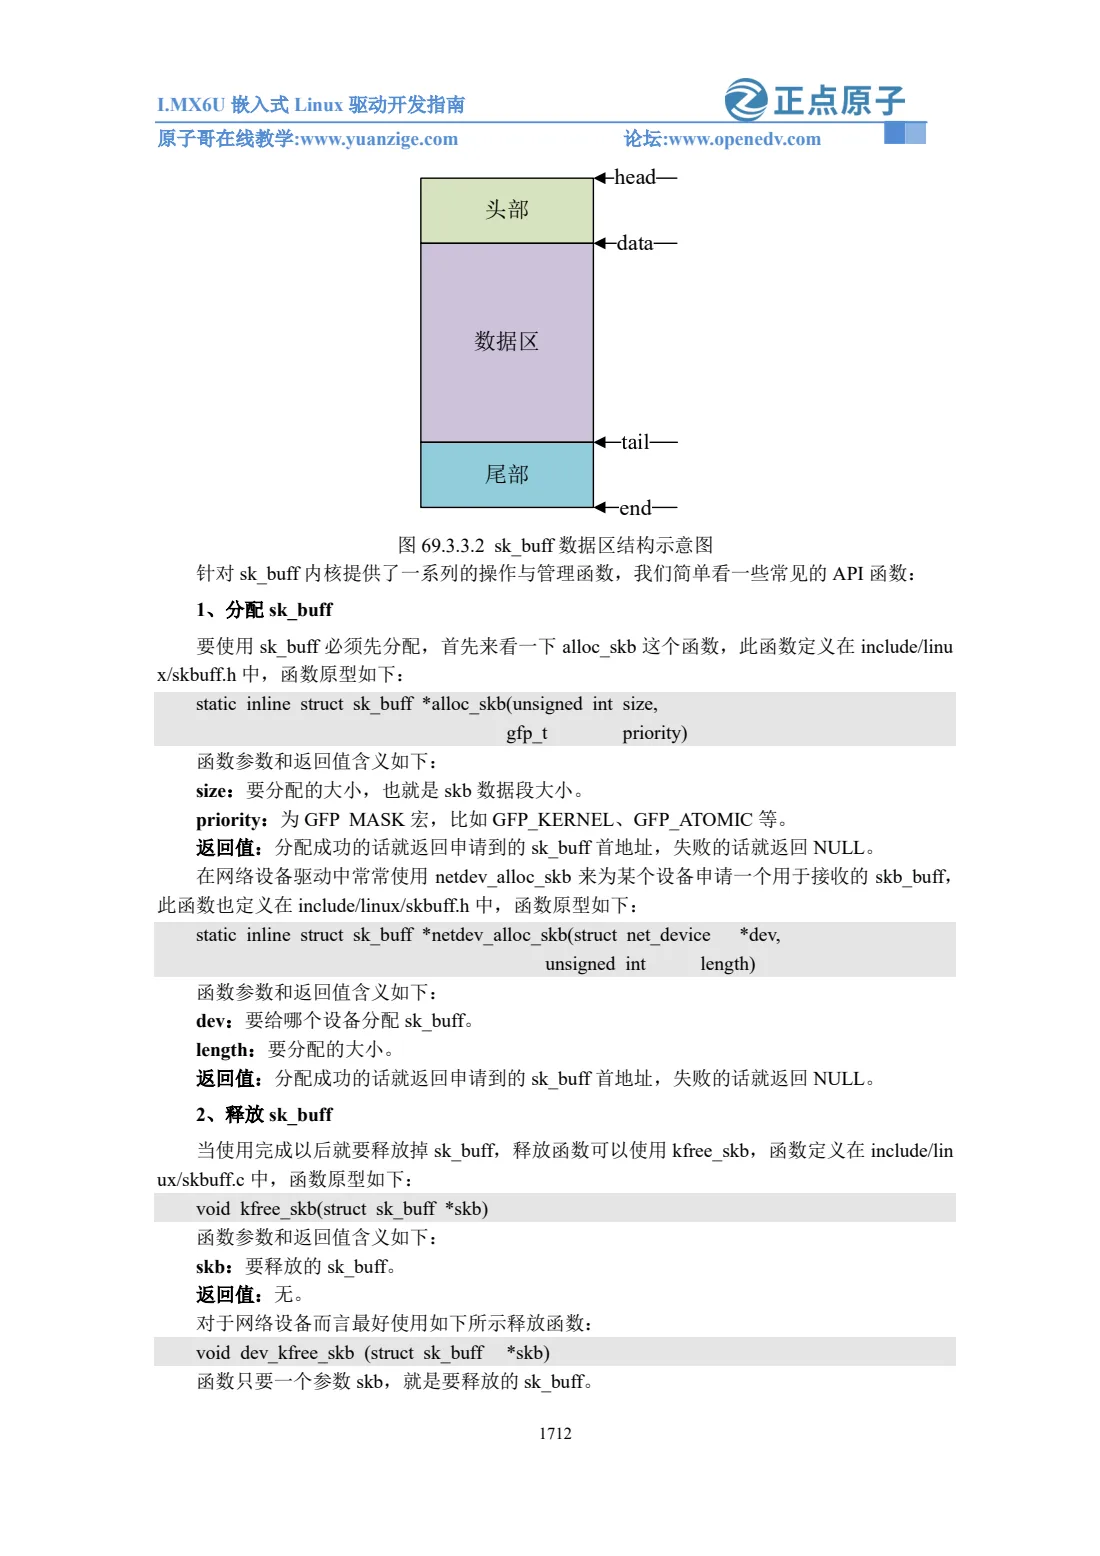 I.MX6U 嵌入式 Linux 驱动开发指南
正点原子
原子哥在线教学:www.yuanzige.com 论坛:www.openedv.com
head
头部
data
数据区
tail
尾部
end
图 69.3.3.2 sk_buff 数据区结构示意图
针对 sk_buff 内核提供了一系列的操作与管理函数，我们简单看一些常见的 API 函数：
1、分配 sk_buff
要使用 sk_buff 必须先分配，首先来看一下 alloc_skb 这个函数，此函数定义在 include/linu
x/skbuff.h 中，函数原型如下：
static inline struct sk_buff *alloc_skb(unsigned int size,
gfp_t priority)
函数参数和返回值含义如下：
size：要分配的大小，也就是 skb 数据段大小。
priority：为 GFP MASK 宏，比如 GFP_KERNEL、GFP_ATOMIC 等。
返回值：分配成功的话就返回申请到的 sk_buff 首地址，失败的话就返回 NULL。
在网络设备驱动中常常使用 netdev_alloc_skb 来为某个设备申请一个用于接收的 skb_buff，
此函数也定义在 include/linux/skbuff.h 中，函数原型如下：
static inline struct sk_buff *netdev_alloc_skb(struct net_device *dev,
unsigned int length)
函数参数和返回值含义如下：
dev：要给哪个设备分配 sk_buff。
length：要分配的大小。
返回值：分配成功的话就返回申请到的 sk_buff 首地址，失败的话就返回 NULL。
2、释放 sk_buff
当使用完成以后就要释放掉 sk_buff，释放函数可以使用 kfree_skb，函数定义在 include/lin
ux/skbuff.c 中，函数原型如下：
void kfree_skb(struct sk_buff *skb)
函数参数和返回值含义如下：
skb：要释放的 sk_buff。
返回值：无。
对于网络设备而言最好使用如下所示释放函数：
void dev_kfree_skb (struct sk_buff *skb)
函数只要一个参数 skb，就是要释放的 sk_buff。
1712